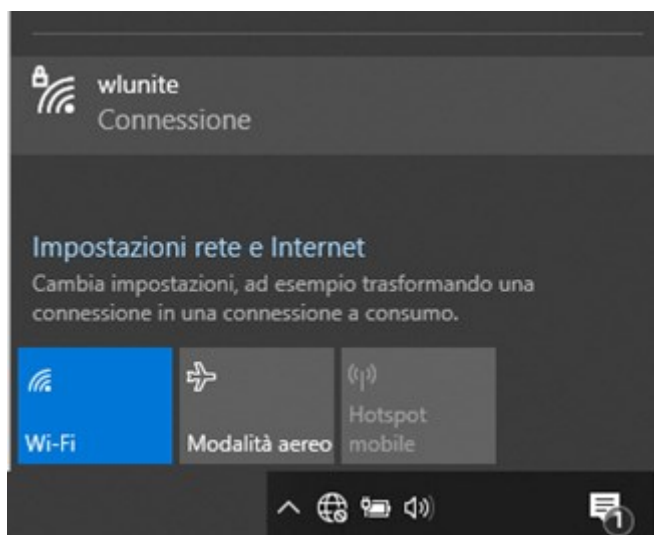 wlunite
Connessione
Impostazioni rete e Internet
Cambia impostazioni, ad esempio trasformando una
connessione in una connessione a consumo.
Wi-Fi
Modalità aereo
Hotspot
mobile
1